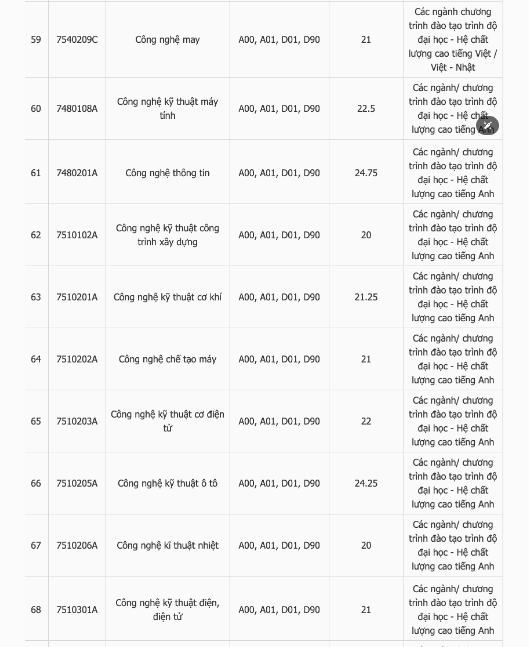 59 7540209C Công nghệ may A00, A01, D01, D90 21 Các ngành chương
trình đào tạo trình độ
đại học - Hệ chất
lượng cao tiếng Việt /
Việt - Nhật
60 7480108A Công nghệ kỹ thuật máy
tính A00, A01, D01, D90 22.5 Các ngành/ chương
trình đào tạo trình độ
đại học - Hệ chất
lượng cao tiếng Anh
61 7480201A Công nghệ thông tin A00, A01, D01, D90 24.75 Các ngành/ chương
trình đào tạo trình độ
đại học - Hệ chất
lượng cao tiếng Anh
62 7510102A Công nghệ kỹ thuật công
trình xây dựng A00, A01, D01, D90 20 Các ngành/ chương
trình đào tạo trình độ
đại học - Hệ chất
lượng cao tiếng Anh
63 7510201A Công nghệ kỹ thuật cơ khí A00, A01, D01, D90 21.25 Các ngành/ chương
trình đào tạo trình độ
đại học - Hệ chất
lượng cao tiếng Anh
64 7510202A Công nghệ chế tạo máy A00, A01, D01, D90 21 Các ngành/ chương
trình đào tạo trình độ
đại học - Hệ chất
lượng cao tiếng Anh
65 7510203A Công nghệ kỹ thuật cơ điện
tử A00, A01, D01, D90 22 Các ngành/ chương
trình đào tạo trình độ
đại học - Hệ chất
lượng cao tiếng Anh
66 7510205A Công nghệ kỹ thuật ô tô A00, A01, D01, D90 24.25 Các ngành/ chương
trình đào tạo trình độ
đại học - Hệ chất
lượng cao tiếng Anh
67 7510206A Công nghệ kĩ thuật nhiệt A00, A01, D01, D90 20 Các ngành/ chương
trình đào tạo trình độ
đại học - Hệ chất
lượng cao tiếng Anh
68 7510301A Công nghệ kỹ thuật điện,
điện tử A00, A01, D01, D90 21 Các ngành/ chương
trình đào tạo trình độ
đại học - Hệ chất
lượng cao tiếng Anh